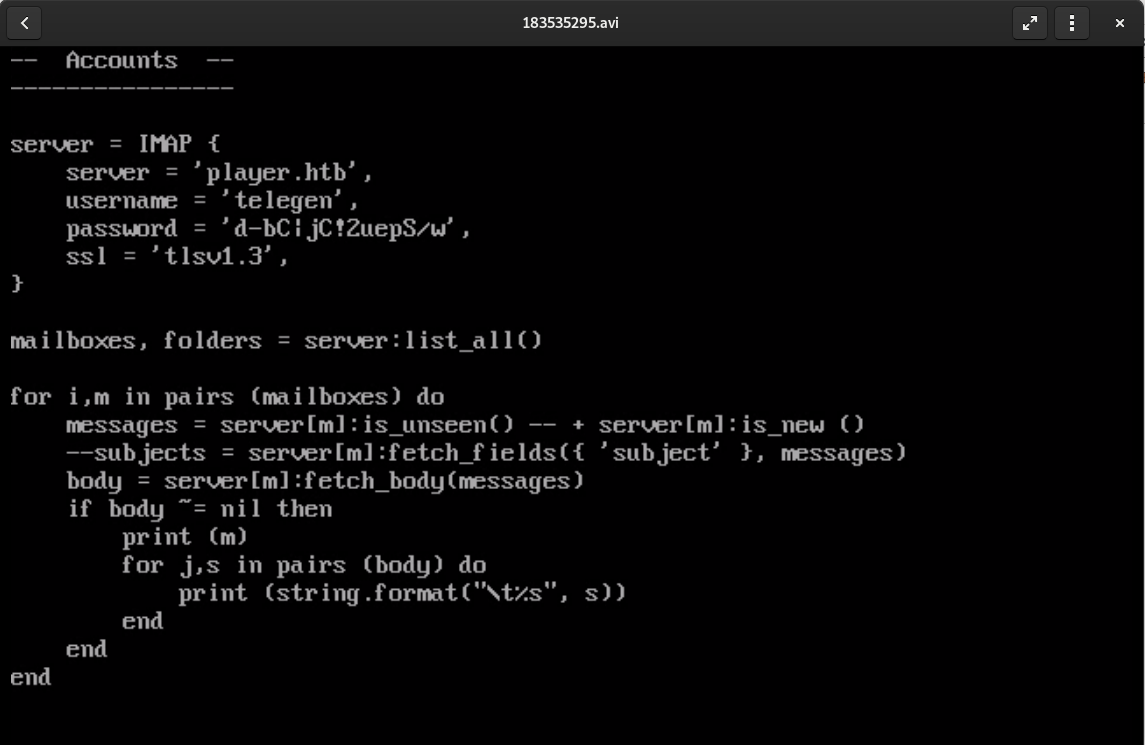 183535295.avi
--  Accounts  --
----------------
server = IMAP {
    server = 'player.htb',
    username = 'telegen',
    password = 'd-bC|jC!2uepS/w',
    ssl = 'tlsv1.3',
}
mailboxes, folders = server:list_all()
for i,m in pairs (mailboxes) do
    messages = server[m]:is_unseen() -- + server[m]:is_new ()
    --subjects = server[m]:fetch_fields({ 'subject' }, messages)
    body = server[m]:fetch_body(messages)
    if body ~= nil then
        print (m)
        for j,s in pairs (body) do
            print (string.format("\t%s", s))
        end
    end
end